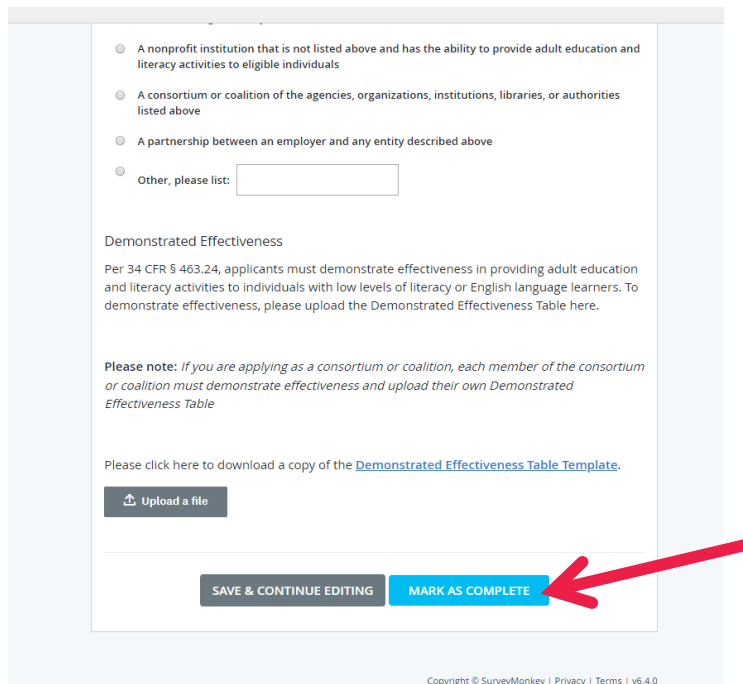 A nonprofit institution that is not listed above and has the ability to provide adult education and
literacy activities to eligible individuals
A consortium or coalition of the agencies, organizations, institutions, libraries, or authorities
listed above
A partnership between an employer and any entity described above
Other, please list:
Demonstrated Effectiveness
Per 34 CFR § 463.24, applicants must demonstrate effectiveness in providing adult education
and literacy activities to individuals with low levels of literacy or English language learners. To
demonstrate effectiveness, please upload the Demonstrated Effectiveness Table here.
Please note: If you are applying as a consortium or coalition, each member of the consortium
or coalition must demonstrate effectiveness and upload their own Demonstrated
Effectiveness Table
Please click here to download a copy of the Demonstrated Effectiveness Table Template.
Upload a file
SAVE & CONTINUE EDITING MARK AS COMPLETE
Copyright © SurveyMonkey | Privacy | Terms | v6.4.0